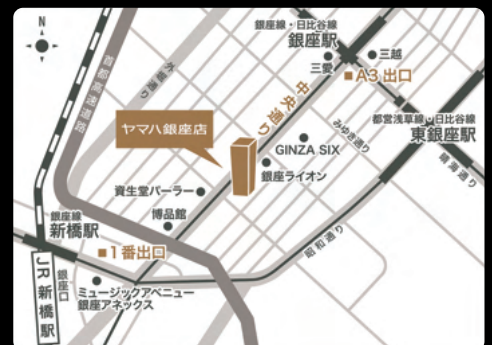 N
銀座線・日比谷線
銀座駅
三越
三愛
■A3 出口
首都高速道路
外堀通り
中央通り
ヤマハ銀座店
都営浅草線・日比谷線
東銀座駅
みゆき通り
晴海通り
GINZA SIX
銀座ライオン
資生堂パーラー
博品館
昭和通り
銀座線
新橋駅
■1番出口
銀座口
JR新橋駅
ミュージックアベニュー
銀座アネックス